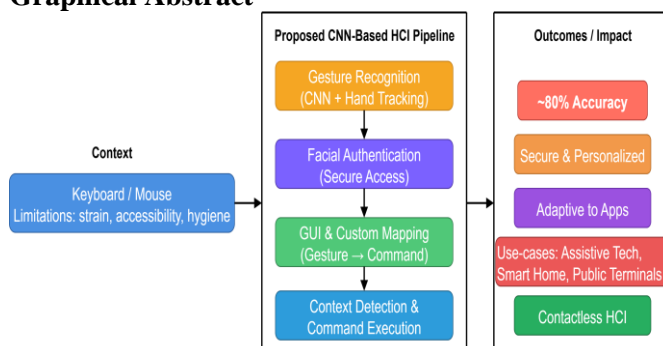 Graphical Abstract
Context
Keyboard / Mouse
Limitations: strain, accessibility, hygiene
Proposed CNN-Based HCI Pipeline
Gesture Recognition
(CNN + Hand Tracking)
Facial Authentication
(Secure Access)
GUI & Custom Mapping
(Gesture → Command)
Context Detection &
Command Execution
Outcomes / Impact
~80% Accuracy
Secure & Personalized
Adaptive to Apps
Use-cases: Assistive Tech,
Smart Home, Public Terminals
Contactless HCI